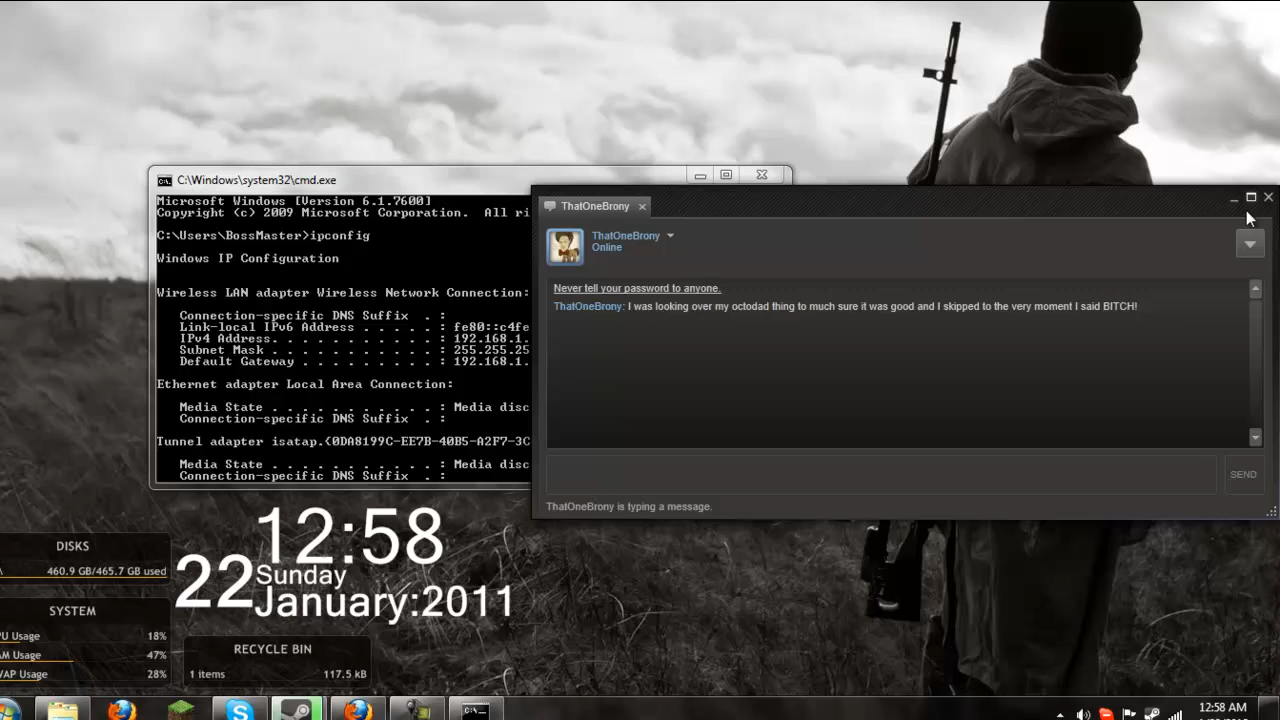 C:\Windows\system32\cmd.exe
Microsoft Windows [Version 6.1.7600]
Copyright (c) 2009 Microsoft Corporation. All ri
C:\Users\BossMaster>ipconfig
Windows IP Configuration
Wireless LAN adapter Wireless Network Connection:
Connection-specific DNS Suffix . :
Link-local IPv6 Address . . . . . : fe80::c4fe
IPv4 Address. . . . . . . . . . . : 192.168.1.
Subnet Mask . . . . . . . . . . . : 255.255.25
Default Gateway . . . . . . . . . : 192.168.1.
Ethernet adapter Local Area Connection:
Media State . . . . . . . . . . . : Media disc
Connection-specific DNS Suffix . :
Tunnel adapter isatap.{0DA8199C-EE7B-40B5-A2F7-3C
Media State . . . . . . . . . . . : Media disc
Connection-specific DNS Suffix . :
ThatOneBrony
ThatOneBrony
Online
Never tell your password to anyone.
ThatOneBrony: I was looking over my octodad thing to much sure it was good and I skipped to the very moment I said BITCH!
SEND
ThatOneBrony is typing a message.
12:58
22
Sunday
January:2011
DISKS
\ 460.9 GB/465.7 GB used
SYSTEM
PU Usage 18%
AM Usage 47%
VAP Usage 28%
RECYCLE BIN
1 items 117.5 kB
12:58 AM